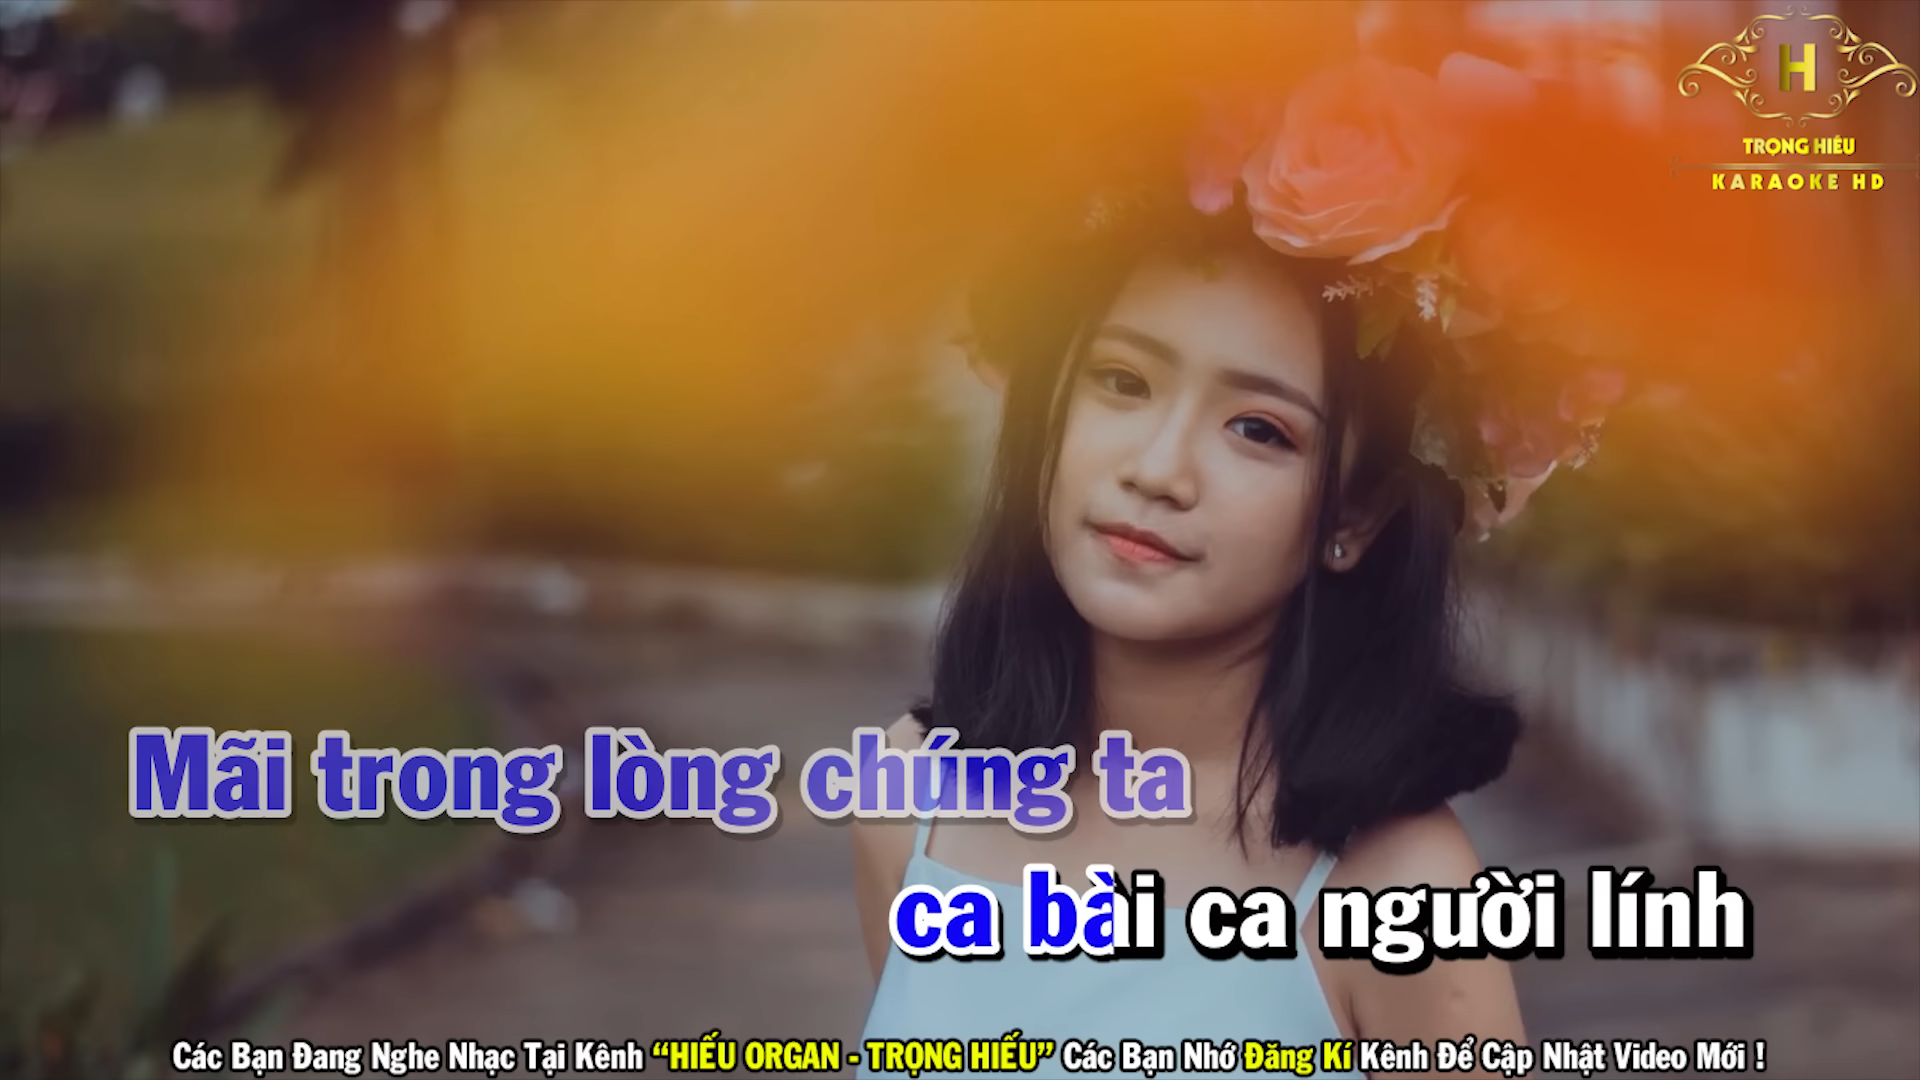 H
TRỌNG HIẾU
KARAOKE HD
Mãi trong lòng chúng ta
ca bài ca người lính
Các Bạn Đang Nghe Nhạc Tại Kênh “HIẾU ORGAN - TRỌNG HIẾU” Các Bạn Nhớ Đăng Kí Kênh Để Cập Nhật Video Mới !